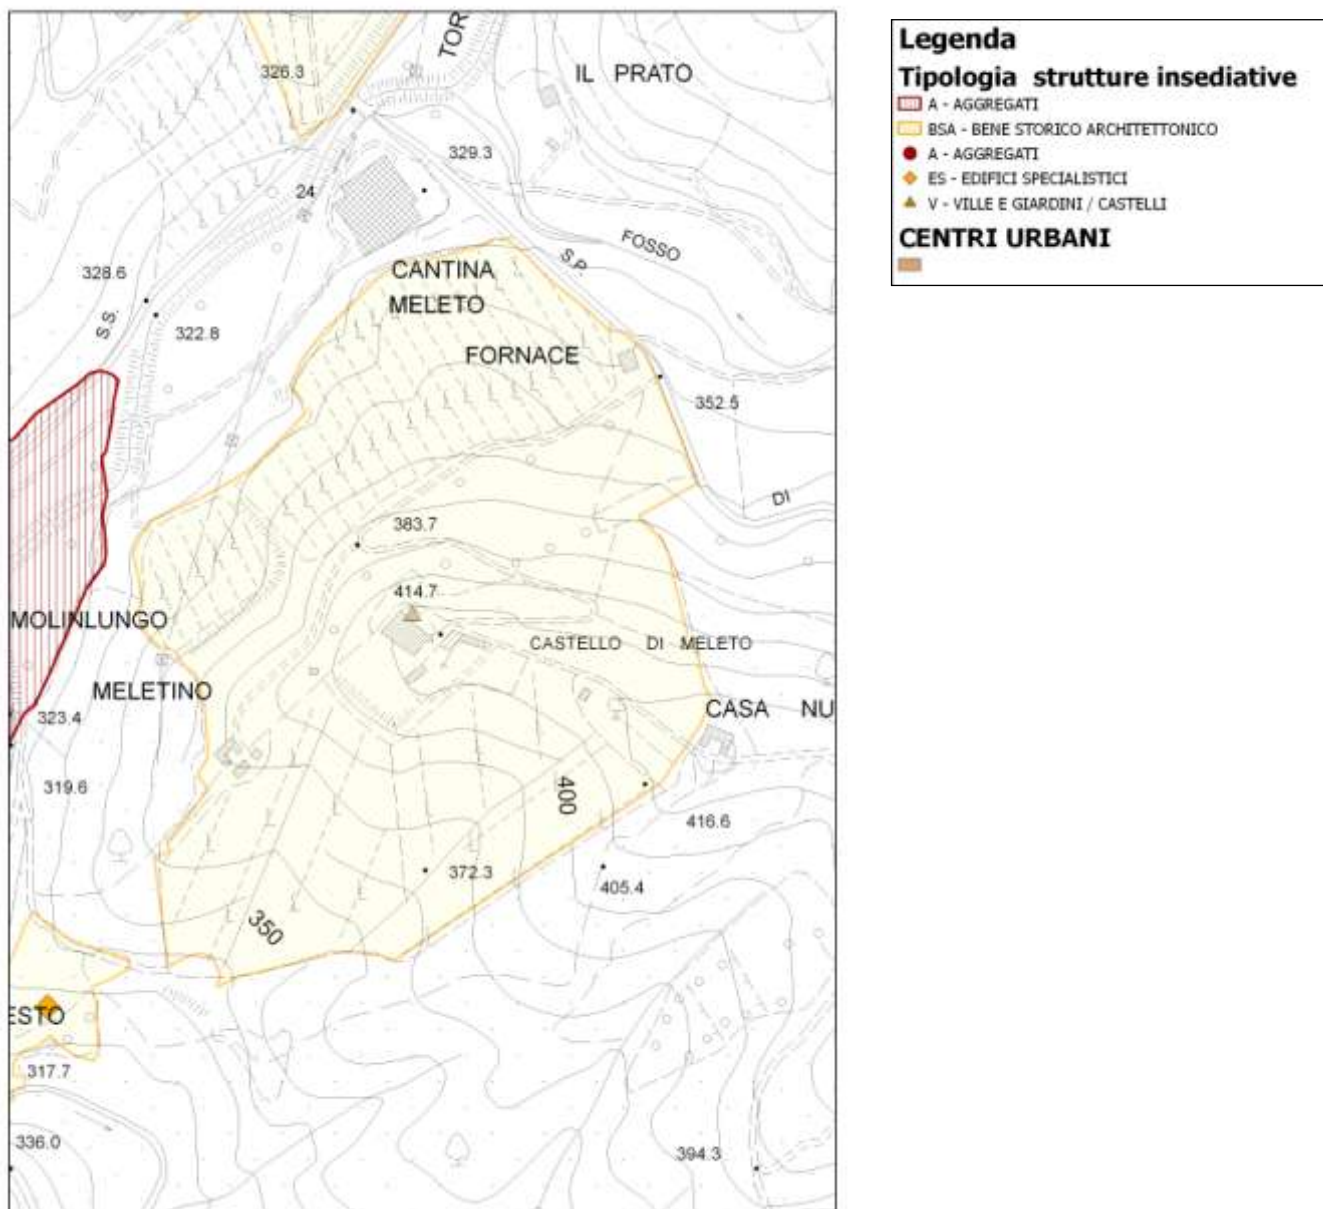 TOR
326.3
IL PRATO
329.3
24
FOSSO
S.P.
CANTINA
328.6
MELETO
S.S.
322.8
FORNACE
352.5
DI
383.7
414.7
MOLINLUNGO
CASTELLO DI MELETO
MELETINO
CASA NU
323.4
319.6
400
416.6
372.3
405.4
350
ESTO
317.7
336.0
394.3
Legenda
Tipologia strutture insediative
A - AGGREGATI
BSA - BENE STORICO ARCHITETTONICO
A - AGGREGATI
ES - EDIFICI SPECIALISTICI
V - VILLE E GIARDINI / CASTELLI
CENTRI URBANI